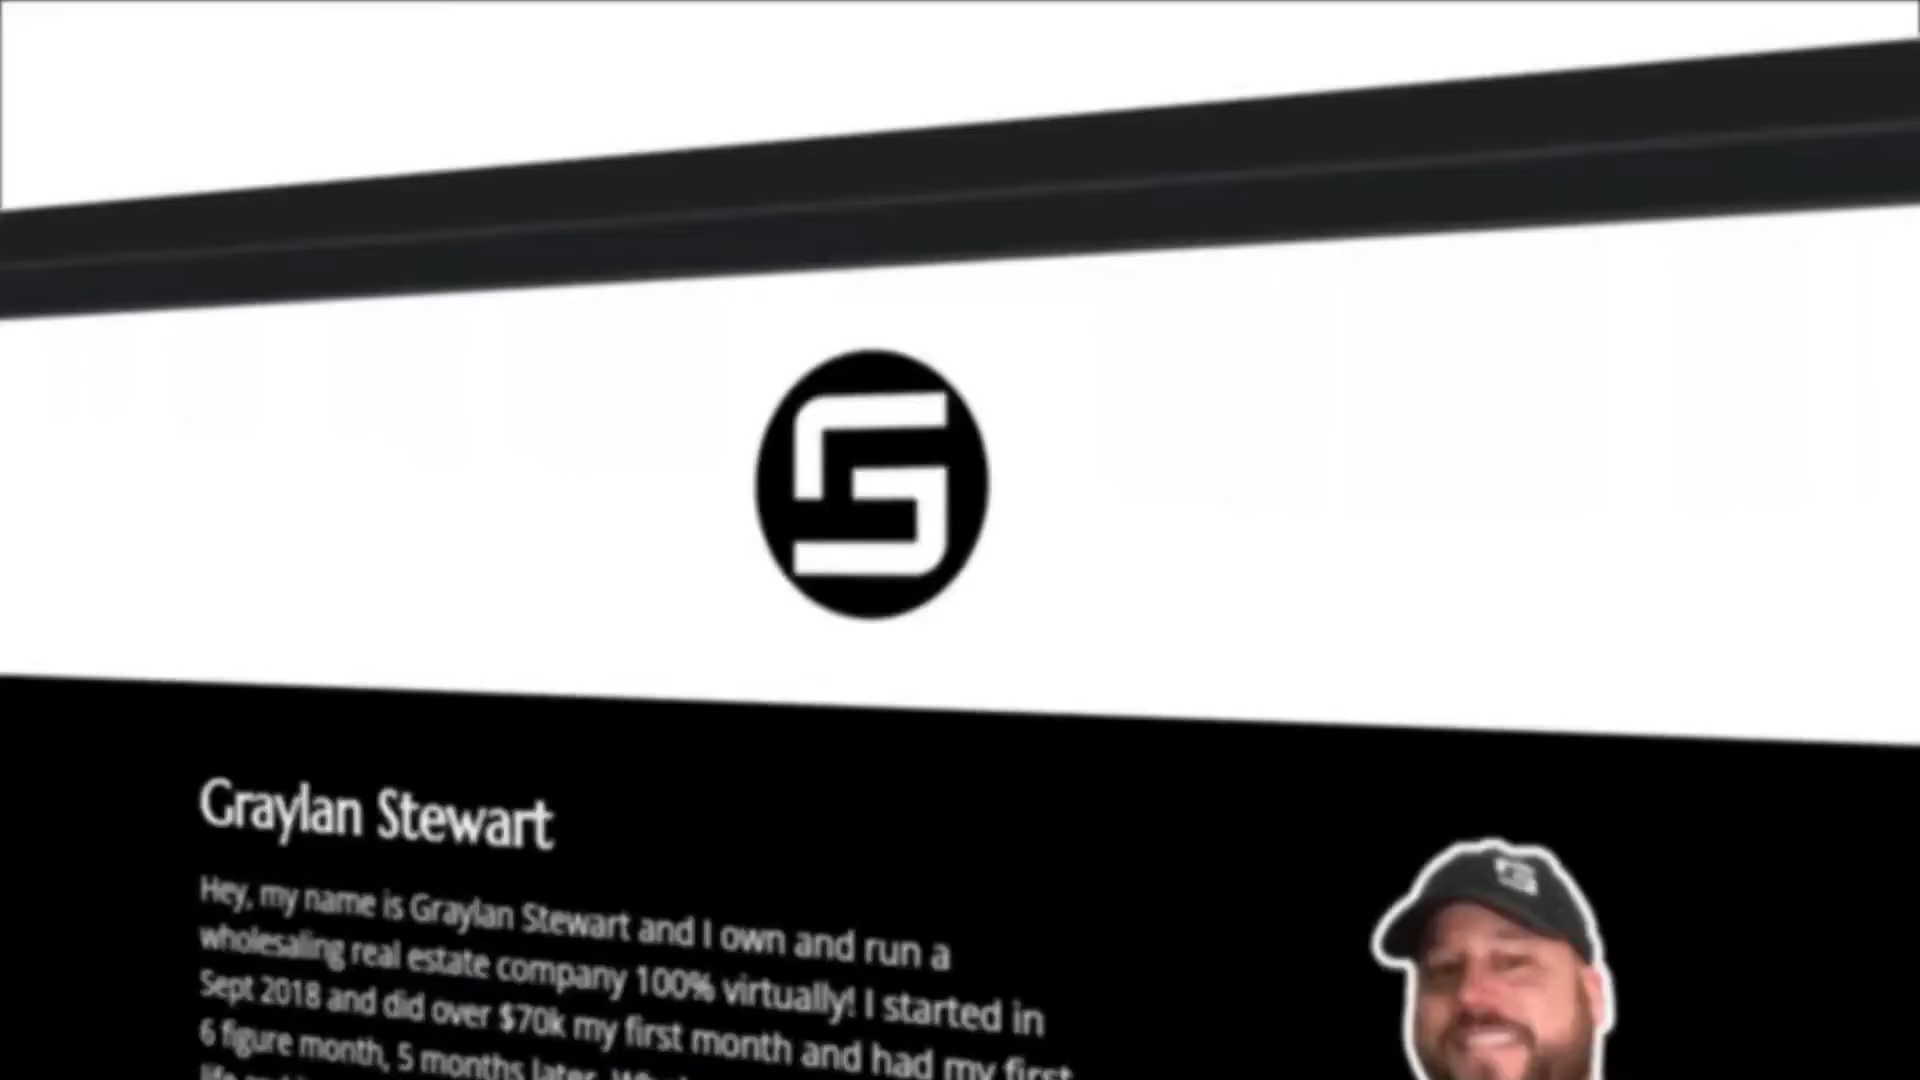 Graylan Stewart
Hey, my name is Graylan Stewart and I own and run a
wholesaling real estate company 100% virtually! I started in
Sept 2018 and did over $70k my first month and had my first
6 figure month, 5 months later.